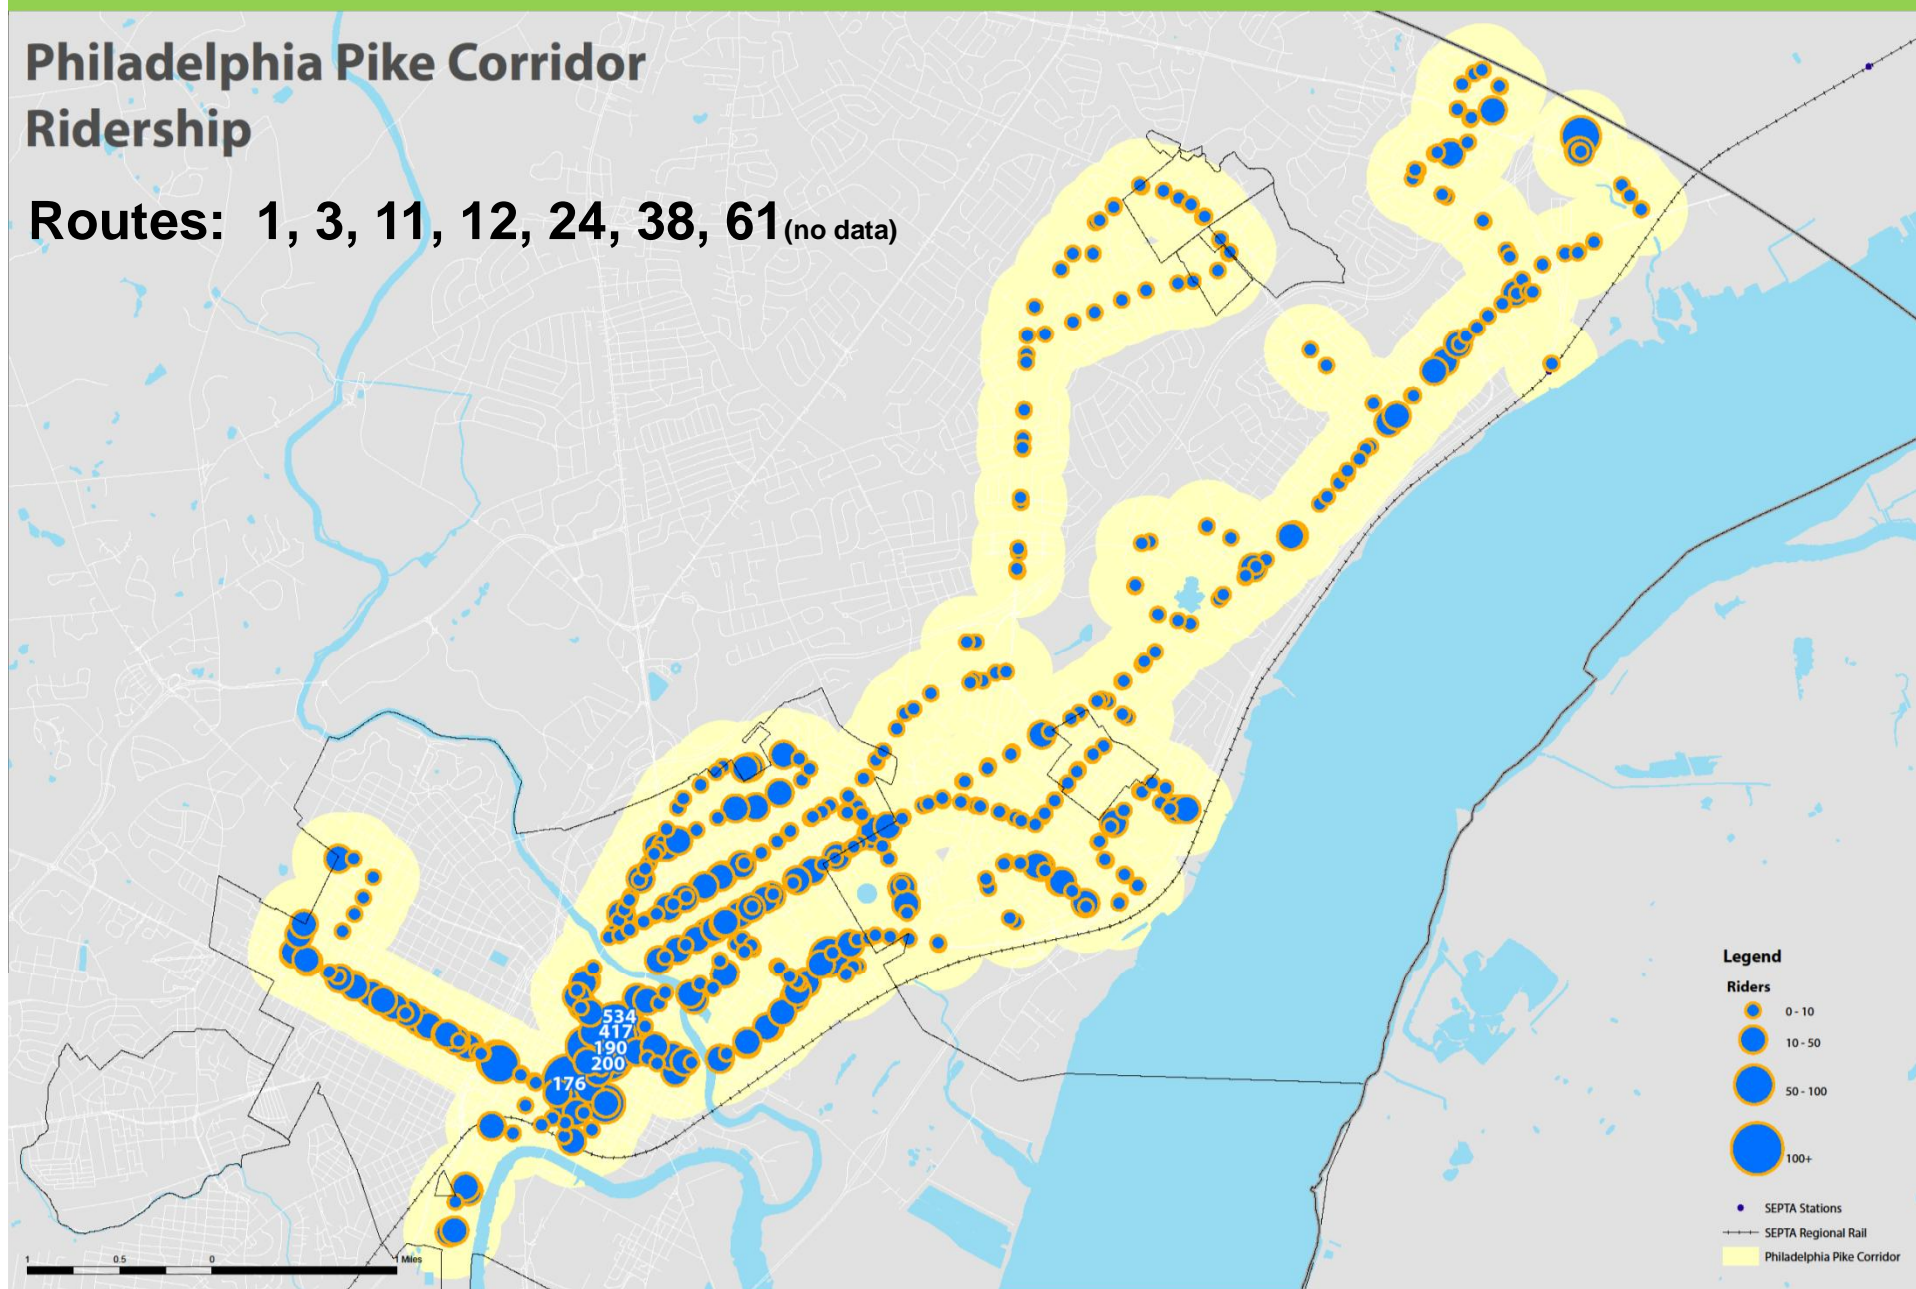 Philadelphia Pike Corridor
Ridership
Routes: 1, 3, 11, 12, 24, 38, 61(no data)
534
417
190
200
176
Legend
Riders
0 - 10
10 - 50
50 - 100
100+
SEPTA Stations
SEPTA Regional Rail
Philadelphia Pike Corridor
1 0.5 0 1 Miles